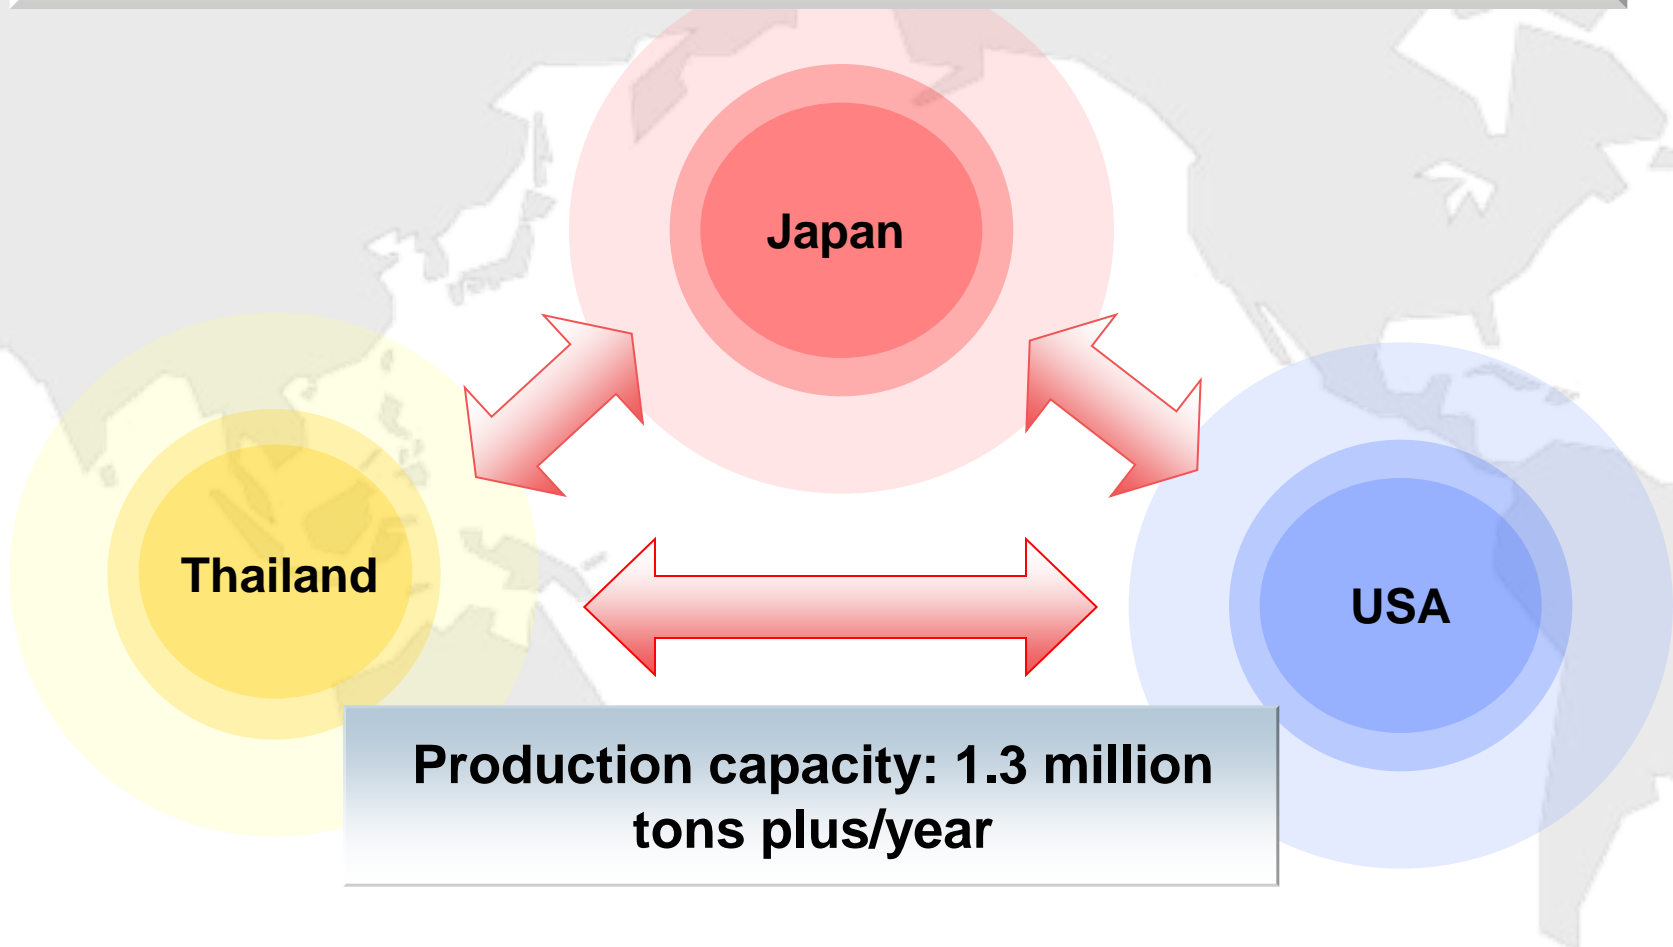 Japan
Thailand
USA
Production capacity: 1.3 million
tons plus/year